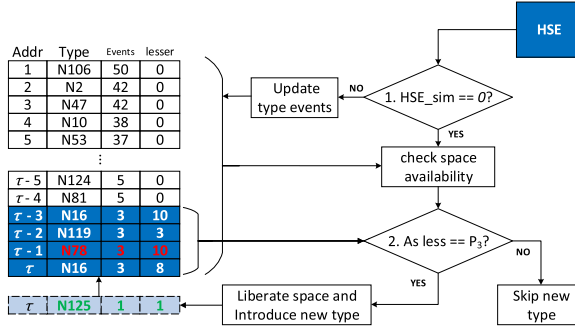 HSE
Addr Type Events lesser
1 N106 50 0
2 N2 42 0
3 N47 42 0
4 N10 38 0
5 N53 37 0
⋮
τ - 5 N124 5 0
τ - 4 N81 5 0
τ - 3 N16 3 10
τ - 2 N119 3 3
τ - 1 N78 3 10
τ N16 3 8
τ N125 1 1
Update
type events
NO
1. HSE_sim == 0?
YES
check space
availability
2. As less == P₃?
NO
YES
Liberate space and
Introduce new type
Skip new
type